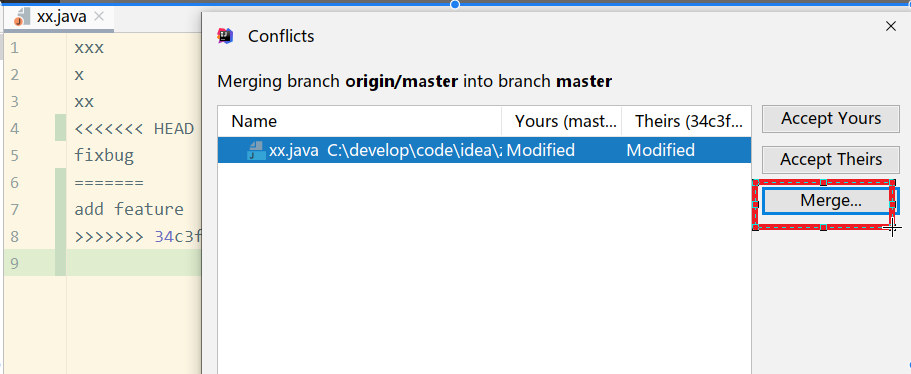 xx.java
1 xxx
2 x
3 xx
4 <<<<<<< HEAD
5 fixbug
6 =======
7 add feature
8 >>>>>>> 34c3f
9
Conflicts
Merging branch origin/master into branch master
Name Yours (mast... Theirs (34c3f...
xx.java C:\develop\code\idea\ Modified Modified
Accept Yours
Accept Theirs
Merge...